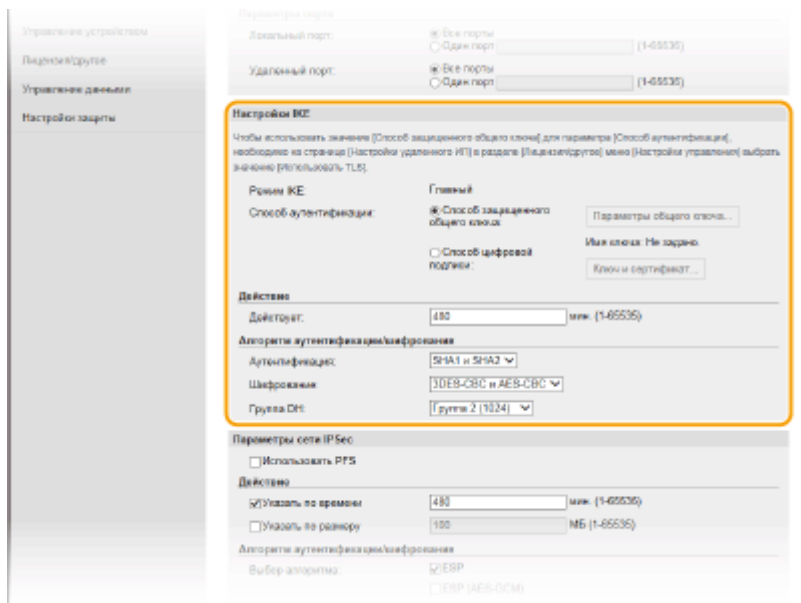 Параметры порта
Управление устройством
Локальный порт:
Все порты
Один порт
(1-65535)
Лицензия/другое
Удаленный порт:
Все порты
Один порт
(1-65535)
Управление данными
Настройки защиты
Настройки IKE
Чтобы использовать значение [Способ защищенного общего ключа] для параметра [Способ аутентификации],
необходимо на странице [Настройки удаленного ИП] в разделе [Лицензия/другое] меню [Настройки управления] выбрать
значение [Использовать TLS].
Режим IKE:
Главный
Способ аутентификации:
Способ защищенного
общего ключа:
Параметры общего ключа...
Имя ключа: Не задано.
Способ цифровой
подписи:
Ключ и сертификат...
Действие
Действует:
480
мин. (1-65535)
Алгоритм аутентификации/шифрования
Аутентификация:
SHA1 и SHA2
Шифрование
3DES-CBC и AES-CBC
Группа DH:
Группа 2 (1024)
Параметры сети IPSec
Использовать PFS
Действие
Указать по времени
480
мин. (1-65535)
Указать по размеру
100
МБ (1-65535)
Алгоритм аутентификации/шифрования
Выбор алгоритма:
ESP
ESP (AES-GCM)